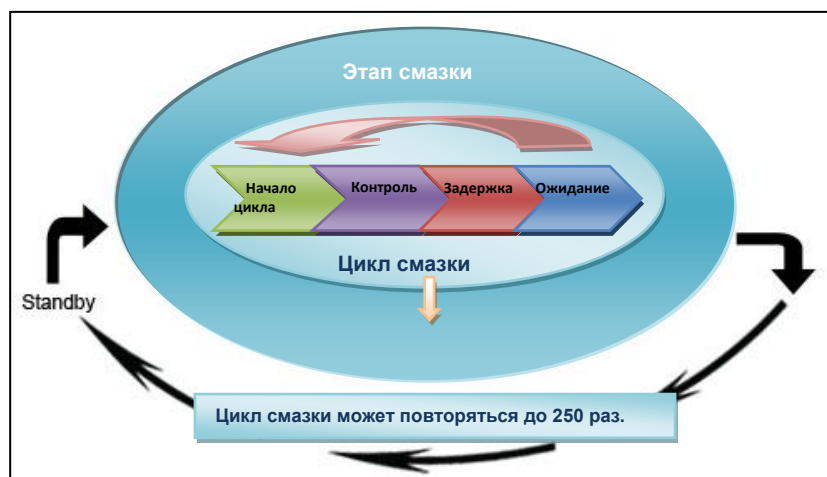 Этап смазки
Начало
цикла
Контроль
Задержка
Ожидание
Цикл смазки
Standby
Цикл смазки может повторяться до 250 раз.